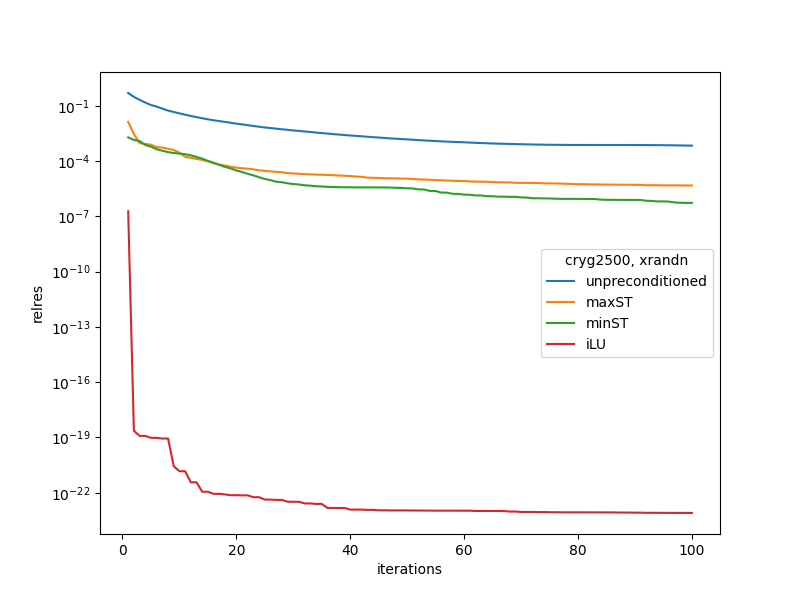 10⁻¹
10⁻⁴
10⁻⁷
10⁻¹⁰
10⁻¹³
10⁻¹⁶
10⁻¹⁹
10⁻²²
relres
cryg2500, xrandn
unpreconditioned
maxST
minST
iLU
0 20 40 60 80 100
iterations